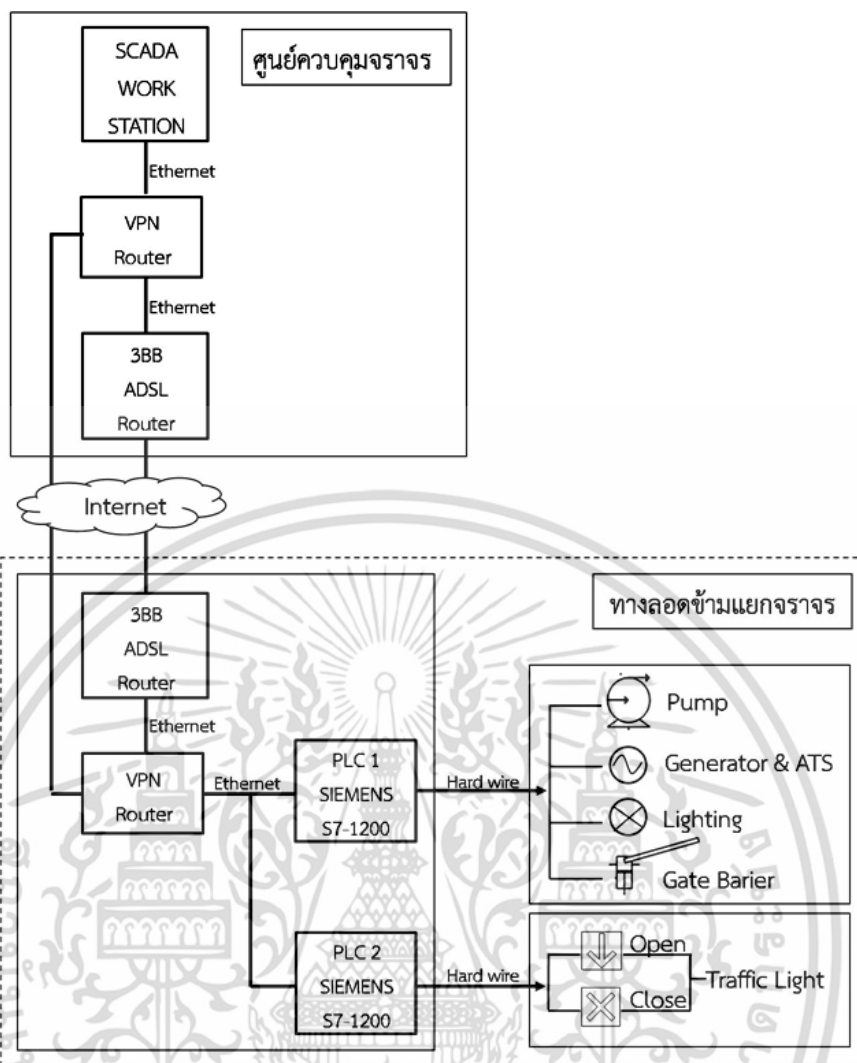 SCADA
WORK
STATION
ศูนย์ควบคุมจราจร
Ethernet
VPN
Router
Ethernet
3BB
ADSL
Router
Internet
3BB
ADSL
Router
ทางลอดข้ามแยกจราจร
Ethernet
VPN
Router
Ethernet
PLC 1
SIEMENS
S7-1200
Hard wire
Pump
Generator & ATS
Lighting
Gate Barier
PLC 2
SIEMENS
S7-1200
Hard wire
Open
Close
Traffic Light